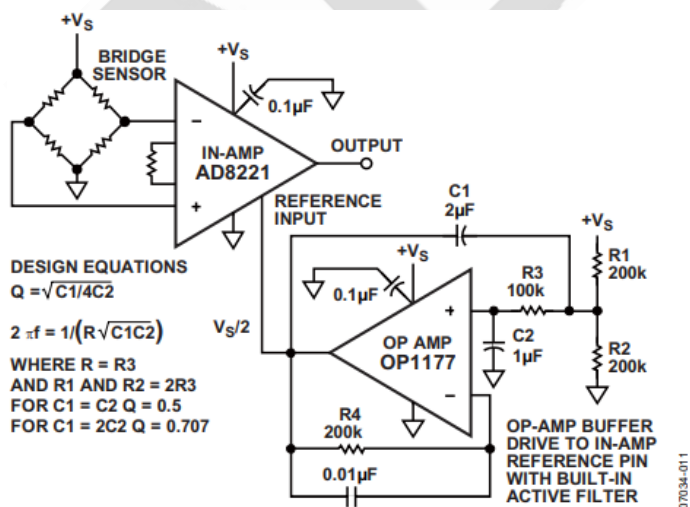 +VS
BRIDGE
SENSOR
+VS
0.1µF
–
IN-AMP
AD8221
+
OUTPUT
REFERENCE
INPUT
DESIGN EQUATIONS
Q = √C1/4C2
2 πf = 1/(R√C1C2)
WHERE R = R3
AND R1 AND R2 = 2R3
FOR C1 = C2 Q = 0.5
FOR C1 = 2C2 Q = 0.707
VS/2
C1
2µF
+VS
R1
200k
+VS
0.1µF
R3
100k
+
C2
1µF
OP AMP
OP1177
–
R2
200k
R4
200k
0.01µF
OP-AMP BUFFER
DRIVE TO IN-AMP
REFERENCE PIN
WITH BUILT-IN
ACTIVE FILTER
07034-011